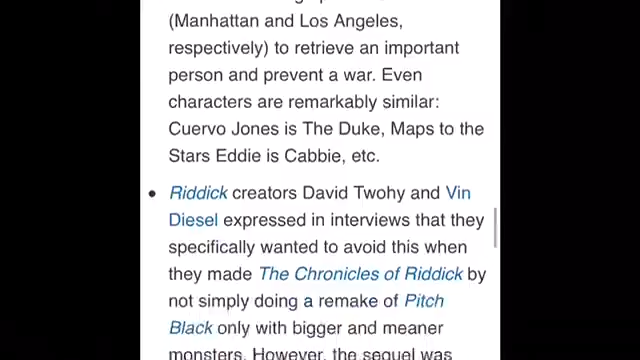 (Manhattan and Los Angeles,
respectively) to retrieve an important
person and prevent a war. Even
characters are remarkably similar:
Cuervo Jones is The Duke, Maps to the
Stars Eddie is Cabbie, etc.
• Riddick creators David Twohy and Vin
Diesel expressed in interviews that they
specifically wanted to avoid this when
they made The Chronicles of Riddick by
not simply doing a remake of Pitch
Black only with bigger and meaner
monsters. However, the sequel was